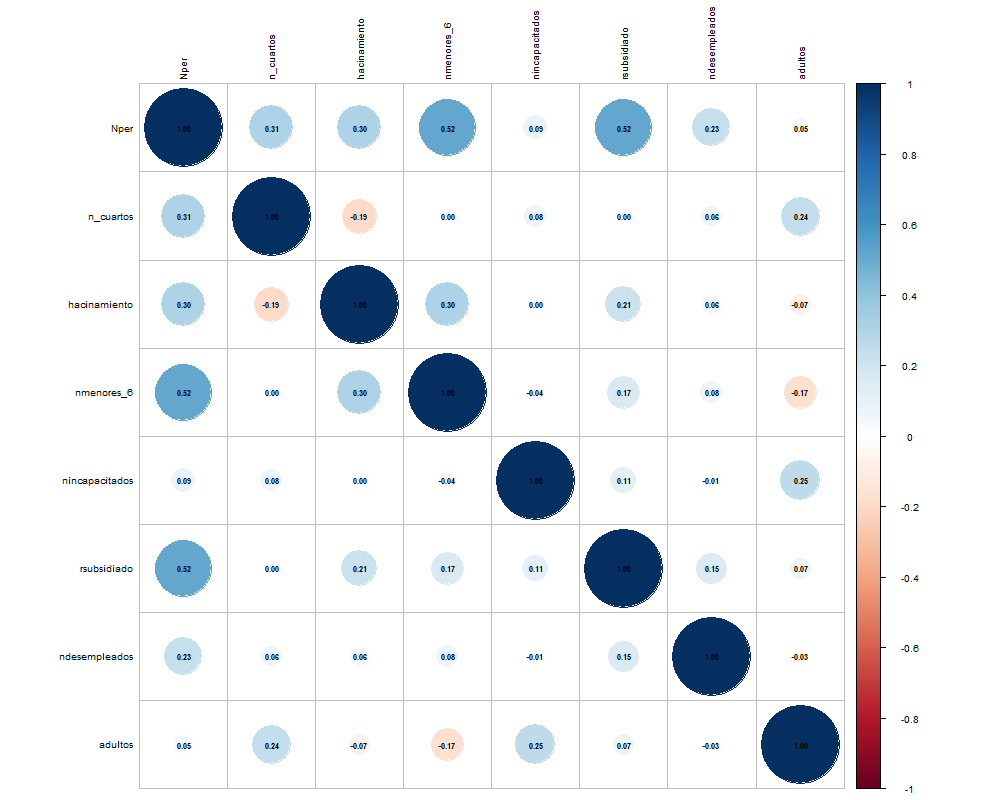 Nper n_cuartos hacinamiento nmenores_6 nincapacitados rsubsidiado ndesempleados adultos
Nper 1.00 0.31 0.30 0.52 0.09 0.52 0.23 0.05
n_cuartos 0.31 1.00 -0.19 0.00 0.08 0.00 0.06 0.24
hacinamiento 0.30 -0.19 1.00 0.30 0.00 0.21 0.06 -0.07
nmenores_6 0.52 0.00 0.30 1.00 -0.04 0.17 0.08 -0.17
nincapacitados 0.09 0.08 0.00 -0.04 1.00 0.11 -0.01 0.25
rsubsidiado 0.52 0.00 0.21 0.17 0.11 1.00 0.15 0.07
ndesempleados 0.23 0.06 0.06 0.08 -0.01 0.15 1.00 -0.03
adultos 0.05 0.24 -0.07 -0.17 0.25 0.07 -0.03 1.00
1
0.8
0.6
0.4
0.2
0
-0.2
-0.4
-0.6
-0.8
-1